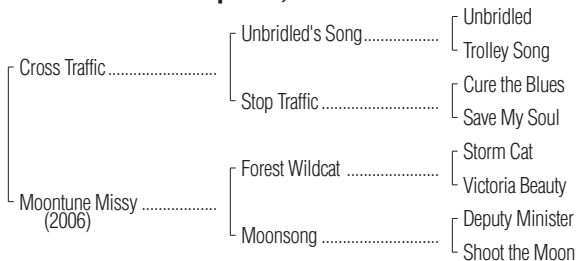 Unbridled
Unbridled's Song
Trolley Song
Cross Traffic
Cure the Blues
Stop Traffic
Save My Soul
Storm Cat
Forest Wildcat
Victoria Beauty
Moontune Missy
(2006)
Deputy Minister
Moonsong
Shoot the Moon